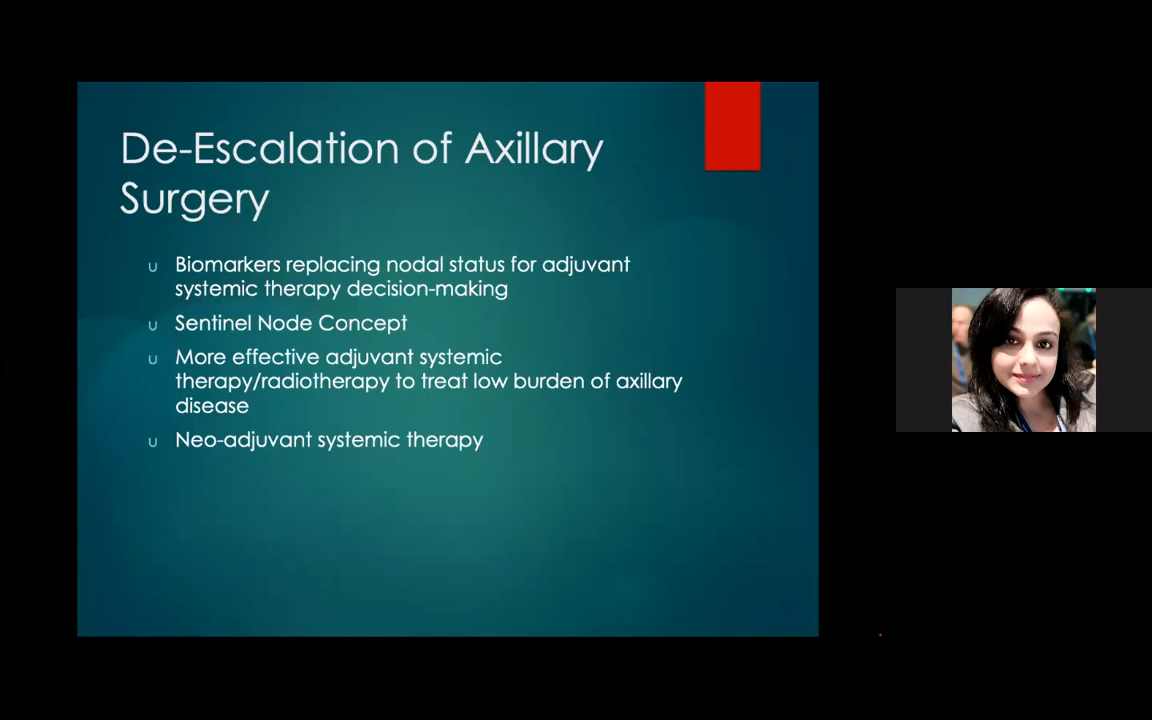 De-Escalation of Axillary
Surgery
u Biomarkers replacing nodal status for adjuvant
systemic therapy decision-making
u Sentinel Node Concept
u More effective adjuvant systemic
therapy/radiotherapy to treat low burden of axillary
disease
u Neo-adjuvant systemic therapy